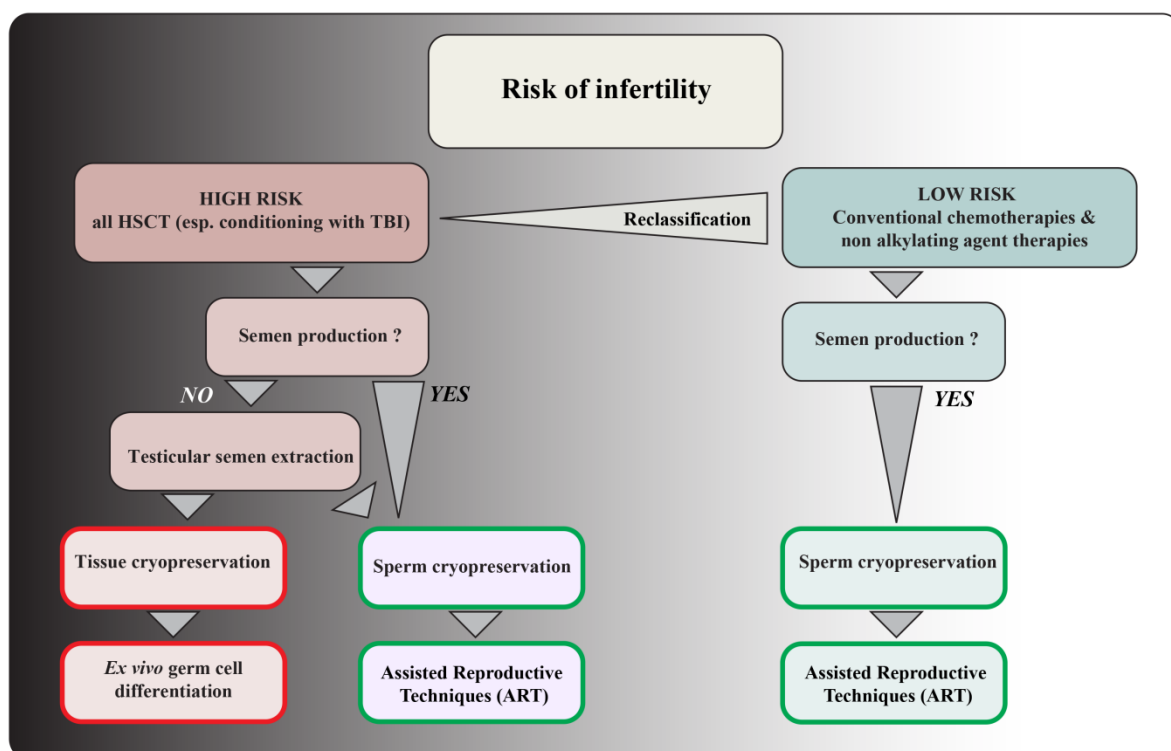 Risk of infertility
HIGH RISK
all HSCT (esp. conditioning with TBI)
Reclassification
LOW RISK
Conventional chemotherapies &
non alkylating agent therapies
Semen production ?
Semen production ?
NO
YES
YES
Testicular semen extraction
Tissue cryopreservation
Sperm cryopreservation
Sperm cryopreservation
Ex vivo germ cell
differentiation
Assisted Reproductive
Techniques (ART)
Assisted Reproductive
Techniques (ART)